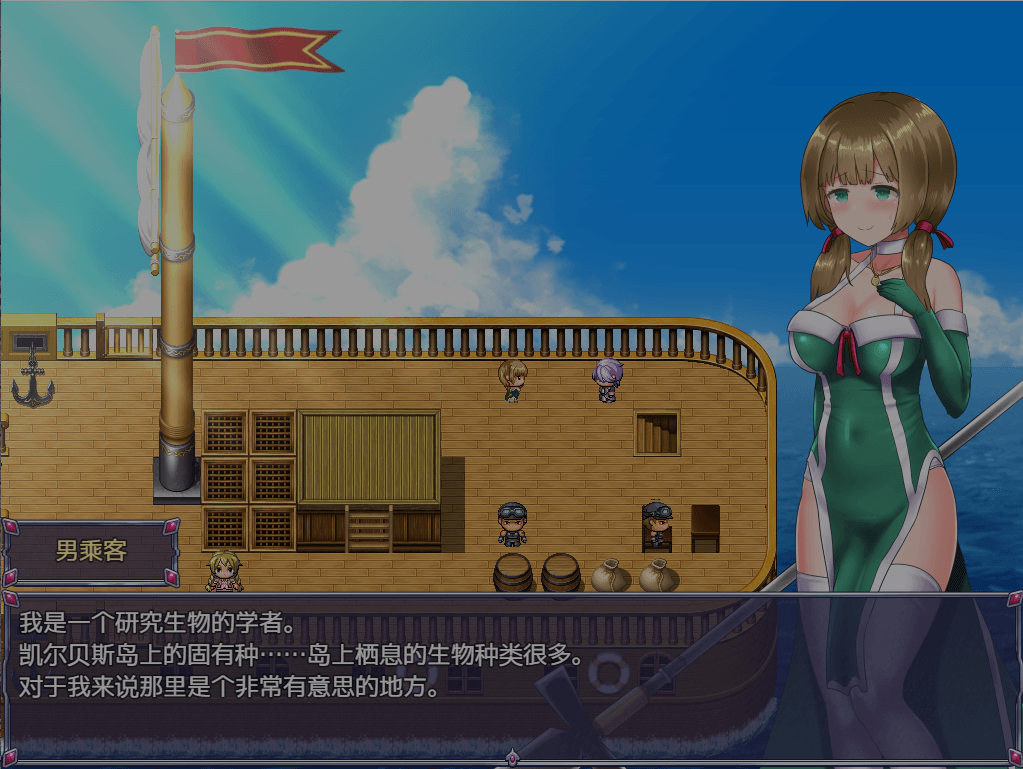 男乘客
我是一个研究生物的学者。
凯尔贝斯岛上的固有种……岛上栖息的生物种类很多。
对于我来说那里是个非常有意思的地方。